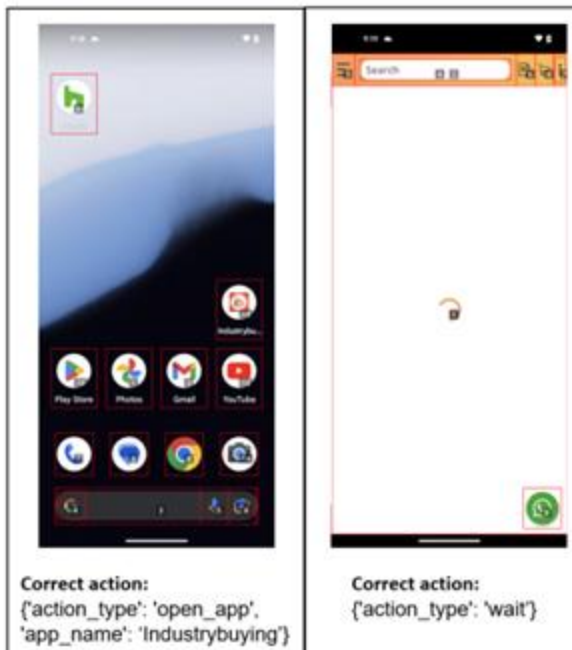 Search
Industrybu...
Play Store
Photos
Gmail
YouTube
Correct action:
{'action_type': 'open_app',
'app_name': 'Industrybuying'}
Correct action:
{'action_type': 'wait'}